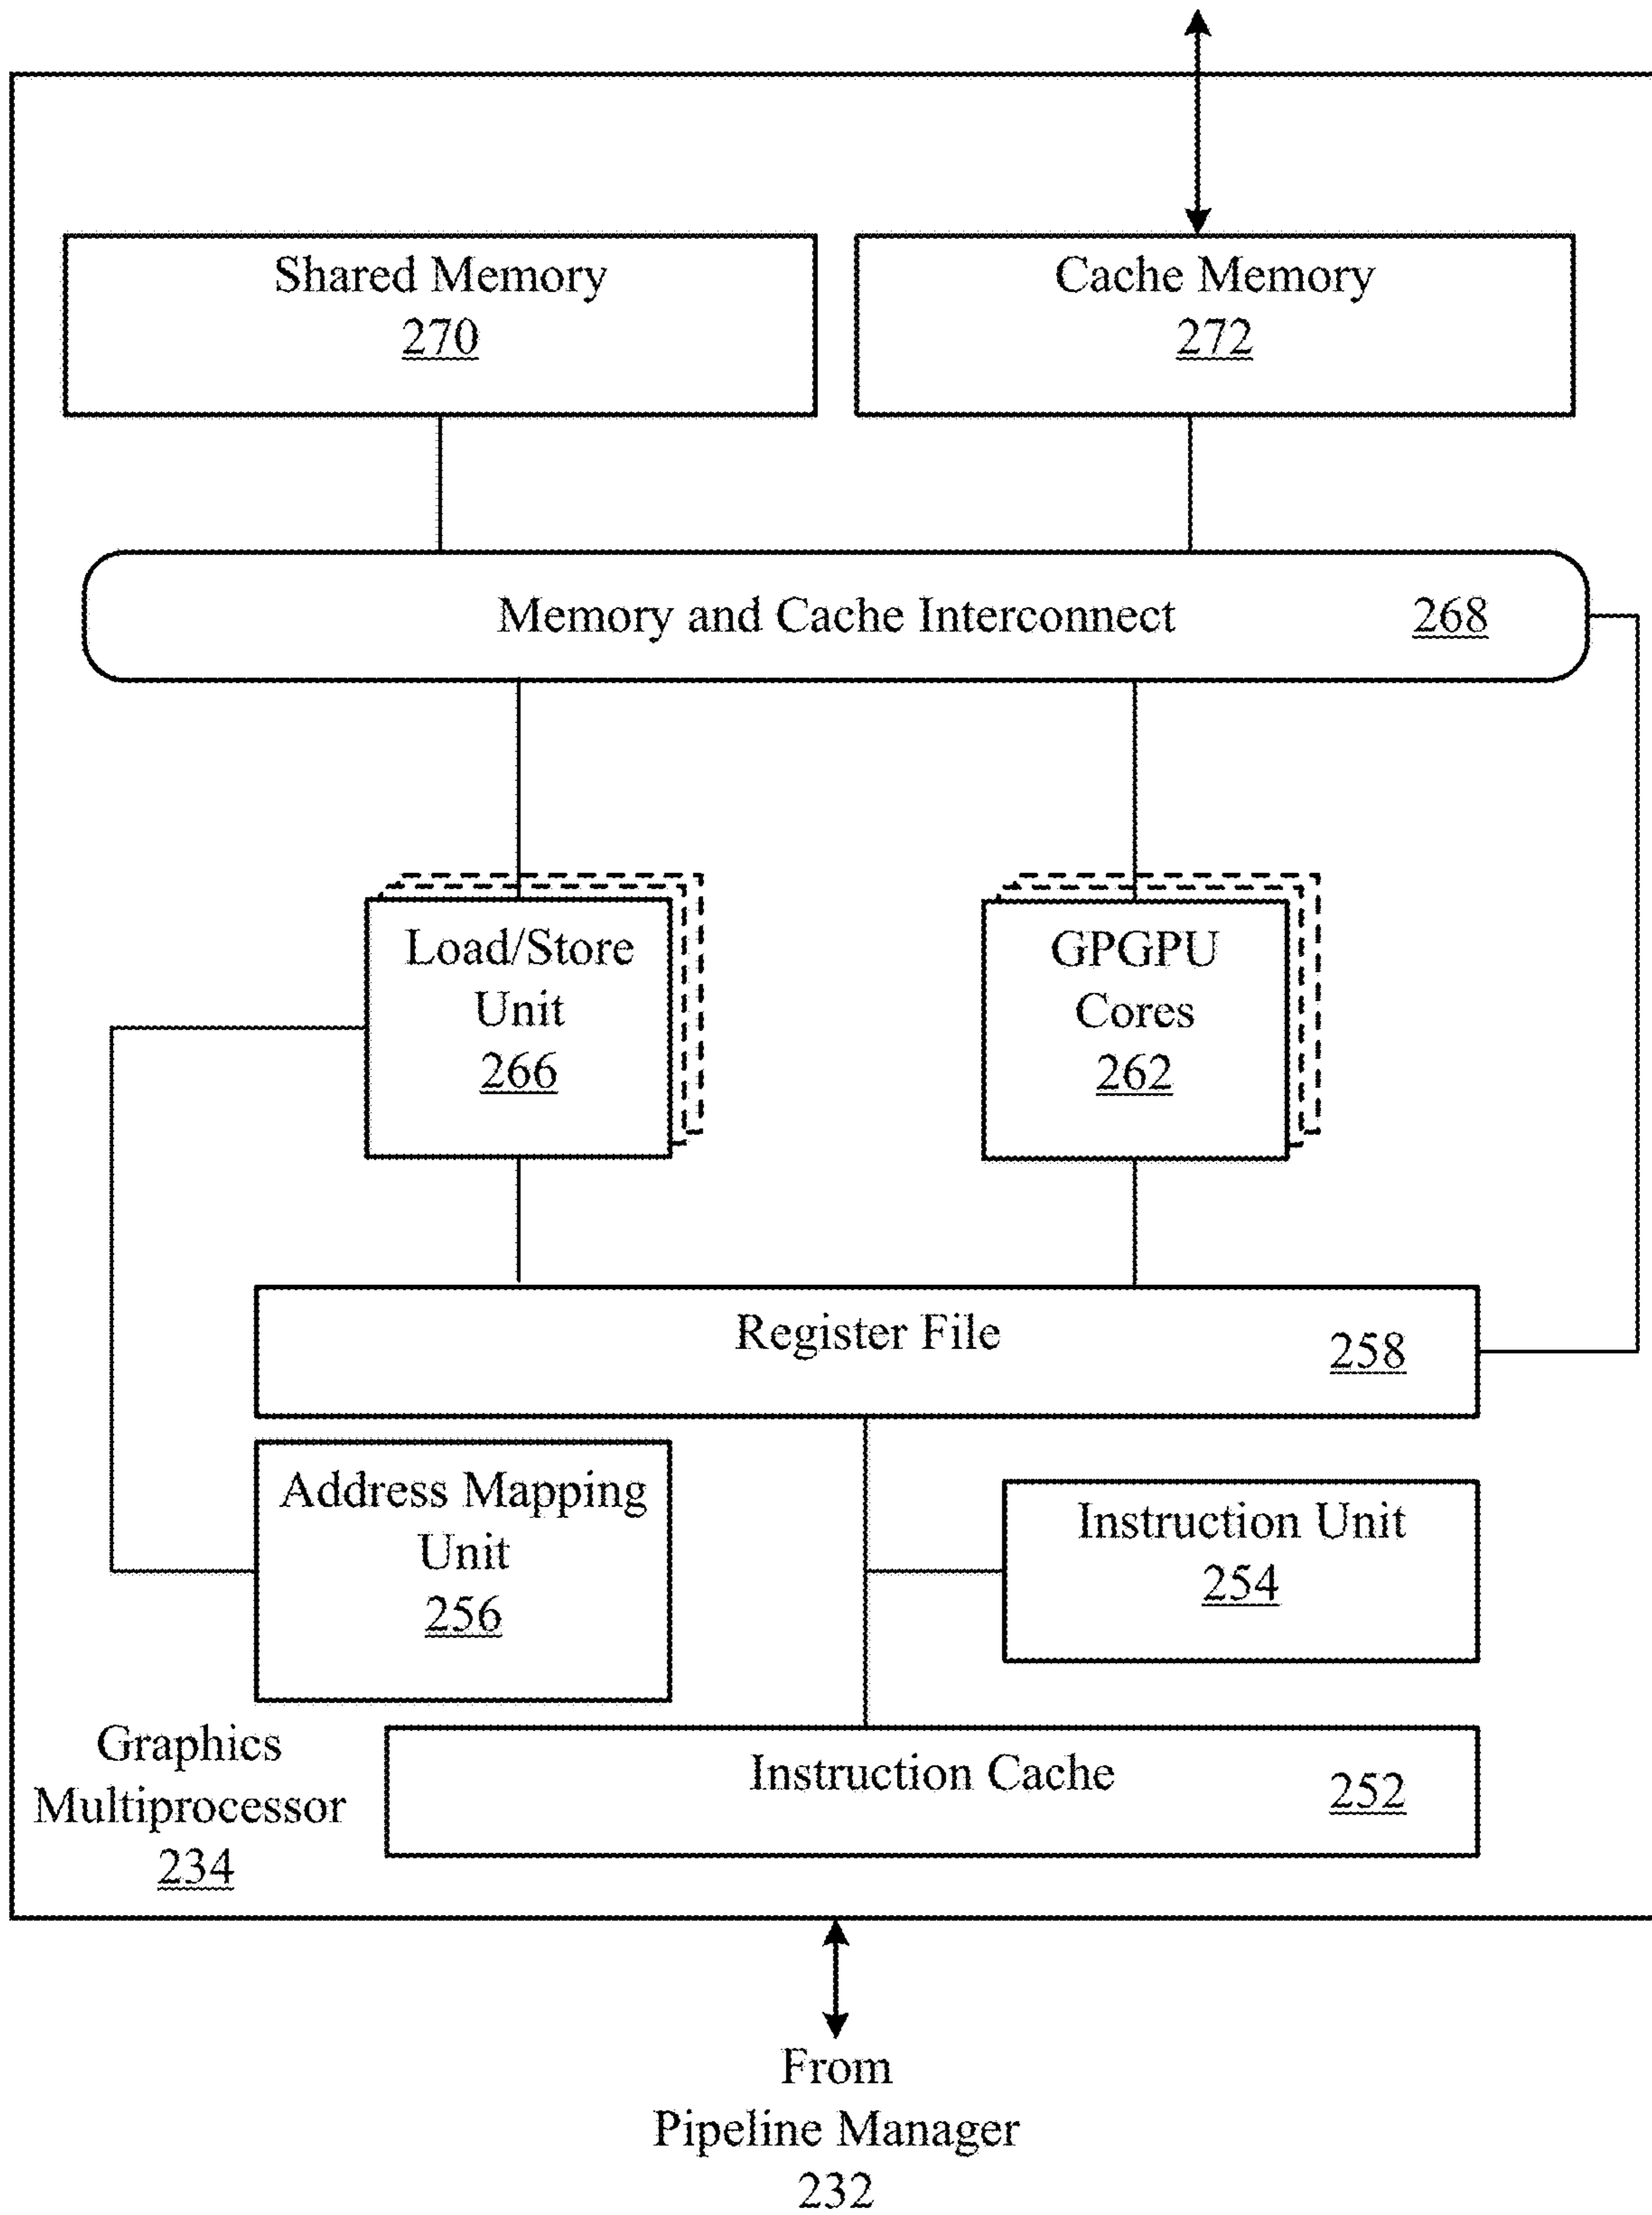 Shared Memory
270
Cache Memory
272
Memory and Cache Interconnect 268
Load/Store
Unit
266
GPGPU
Cores
262
Register File 258
Address Mapping
Unit
256
Instruction Unit
254
Graphics
Multiprocessor
234
Instruction Cache 252
From
Pipeline Manager
232